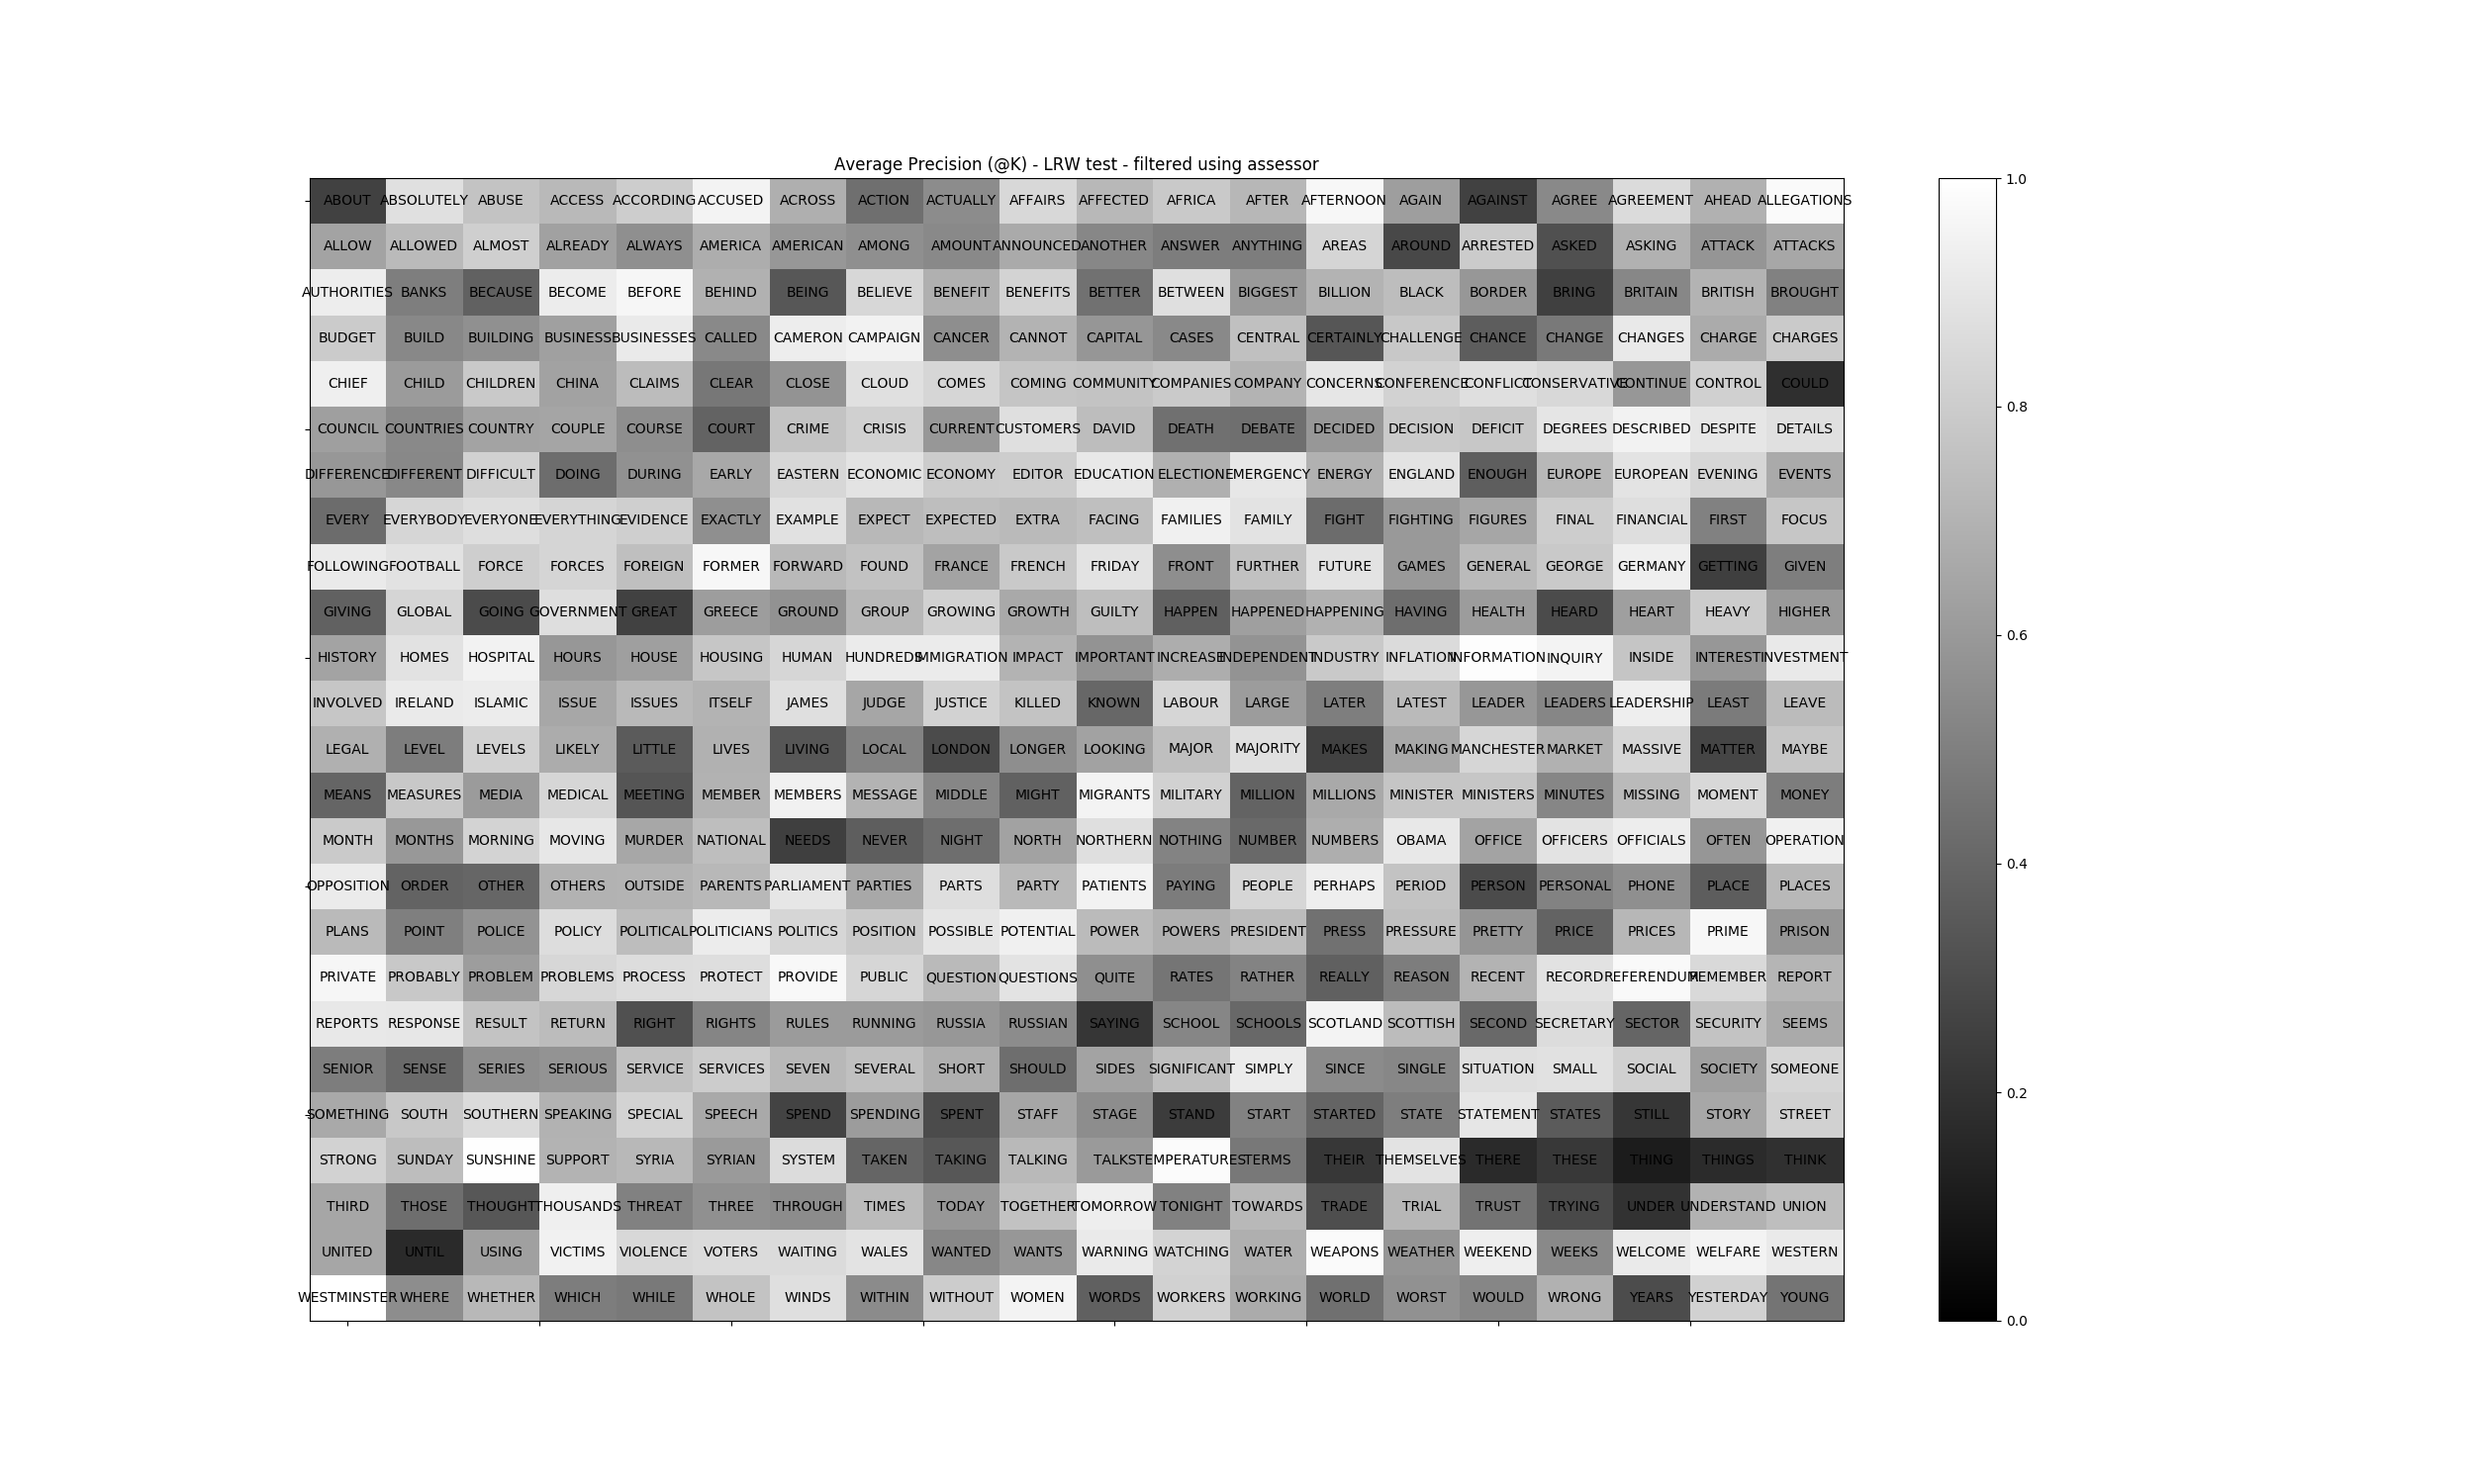 Average Precision (@K) - LRW test - filtered using assessor
ABOUT ABSOLUTELY ABUSE ACCESS ACCORDING ACCUSED ACROSS ACTION ACTUALLY AFFAIRS AFFECTED AFRICA AFTER AFTERNOON AGAIN AGAINST AGREE AGREEMENT AHEAD ALLEGATIONS 1.0
ALLOW ALLOWED ALMOST ALREADY ALWAYS AMERICA AMERICAN AMONG AMOUNT ANNOUNCED ANOTHER ANSWER ANYTHING AREAS AROUND ARRESTED ASKED ASKING ATTACK ATTACKS
AUTHORITIES BANKS BECAUSE BECOME BEFORE BEHIND BEING BELIEVE BENEFIT BENEFITS BETTER BETWEEN BIGGEST BILLION BLACK BORDER BRING BRITAIN BRITISH BROUGHT
BUDGET BUILD BUILDING BUSINESS BUSINESSES CALLED CAMERON CAMPAIGN CANCER CANNOT CAPITAL CASES CENTRAL CERTAINLY CHALLENGE CHANCE CHANGE CHANGES CHARGE CHARGES
CHIEF CHILD CHILDREN CHINA CLAIMS CLEAR CLOSE CLOUD COMES COMING COMMUNITY COMPANIES COMPANY CONCERNS CONFERENCE CONFLICT CONSERVATIVE CONTINUE CONTROL COULD 0.8
COUNCIL COUNTRIES COUNTRY COUPLE COURSE COURT CRIME CRISIS CURRENT CUSTOMERS DAVID DEATH DEBATE DECIDED DECISION DEFICIT DEGREES DESCRIBED DESPITE DETAILS
DIFFERENCE DIFFERENT DIFFICULT DOING DURING EARLY EASTERN ECONOMIC ECONOMY EDITOR EDUCATION ELECTION EMERGENCY ENERGY ENGLAND ENOUGH EUROPE EUROPEAN EVENING EVENTS
EVERY EVERYBODY EVERYONE EVERYTHING EVIDENCE EXACTLY EXAMPLE EXPECT EXPECTED EXTRA FACING FAMILIES FAMILY FIGHT FIGHTING FIGURES FINAL FINANCIAL FIRST FOCUS
FOLLOWING FOOTBALL FORCE FORCES FOREIGN FORMER FORWARD FOUND FRANCE FRENCH FRIDAY FRONT FURTHER FUTURE GAMES GENERAL GEORGE GERMANY GETTING GIVEN
GIVING GLOBAL GOING GOVERNMENT GREAT GREECE GROUND GROUP GROWING GROWTH GUILTY HAPPEN HAPPENED HAPPENING HAVING HEALTH HEARD HEART HEAVY HIGHER 0.6
HISTORY HOMES HOSPITAL HOURS HOUSE HOUSING HUMAN HUNDREDS IMMIGRATION IMPACT IMPORTANT INCREASE INDEPENDENT INDUSTRY INFLATION INFORMATION INQUIRY INSIDE INTEREST INVESTMENT
INVOLVED IRELAND ISLAMIC ISSUE ISSUES ITSELF JAMES JUDGE JUSTICE KILLED KNOWN LABOUR LARGE LATER LATEST LEADER LEADERS LEADERSHIP LEAST LEAVE
LEGAL LEVEL LEVELS LIKELY LITTLE LIVES LIVING LOCAL LONDON LONGER LOOKING MAJOR MAJORITY MAKES MAKING MANCHESTER MARKET MASSIVE MATTER MAYBE
MEANS MEASURES MEDIA MEDICAL MEETING MEMBER MEMBERS MESSAGE MIDDLE MIGHT MIGRANTS MILITARY MILLION MILLIONS MINISTER MINISTERS MINUTES MISSING MOMENT MONEY
MONTH MONTHS MORNING MOVING MURDER NATIONAL NEEDS NEVER NIGHT NORTH NORTHERN NOTHING NUMBER NUMBERS OBAMA OFFICE OFFICERS OFFICIALS OFTEN OPERATION 0.4
OPPOSITION ORDER OTHER OTHERS OUTSIDE PARENTS PARLIAMENT PARTIES PARTS PARTY PATIENTS PAYING PEOPLE PERHAPS PERIOD PERSON PERSONAL PHONE PLACE PLACES
PLANS POINT POLICE POLICY POLITICAL POLITICIANS POLITICS POSITION POSSIBLE POTENTIAL POWER POWERS PRESIDENT PRESS PRESSURE PRETTY PRICE PRICES PRIME PRISON
PRIVATE PROBABLY PROBLEM PROBLEMS PROCESS PROTECT PROVIDE PUBLIC QUESTION QUESTIONS QUITE RATES RATHER REALLY REASON RECENT RECORD REFERENDUM REMEMBER REPORT
REPORTS RESPONSE RESULT RETURN RIGHT RIGHTS RULES RUNNING RUSSIA RUSSIAN SAYING SCHOOL SCHOOLS SCOTLAND SCOTTISH SECOND SECRETARY SECTOR SECURITY SEEMS
SENIOR SENSE SERIES SERIOUS SERVICE SERVICES SEVEN SEVERAL SHORT SHOULD SIDES SIGNIFICANT SIMPLY SINCE SINGLE SITUATION SMALL SOCIAL SOCIETY SOMEONE 0.2
SOMETHING SOUTH SOUTHERN SPEAKING SPECIAL SPEECH SPEND SPENDING SPENT STAFF STAGE STAND START STARTED STATE STATEMENT STATES STILL STORY STREET
STRONG SUNDAY SUNSHINE SUPPORT SYRIA SYRIAN SYSTEM TAKEN TAKING TALKING TALKS TEMPERATURES TERMS THEIR THEMSELVES THERE THESE THING THINGS THINK
THIRD THOSE THOUGHT THOUSANDS THREAT THREE THROUGH TIMES TODAY TOGETHER TOMORROW TONIGHT TOWARDS TRADE TRIAL TRUST TRYING UNDER UNDERSTAND UNION
UNITED UNTIL USING VICTIMS VIOLENCE VOTERS WAITING WALES WANTED WANTS WARNING WATCHING WATER WEAPONS WEATHER WEEKEND WEEKS WELCOME WELFARE WESTERN
WESTMINSTER WHERE WHETHER WHICH WHILE WHOLE WINDS WITHIN WITHOUT WOMEN WORDS WORKERS WORKING WORLD WORST WOULD WRONG YEARS YESTERDAY YOUNG 0.0